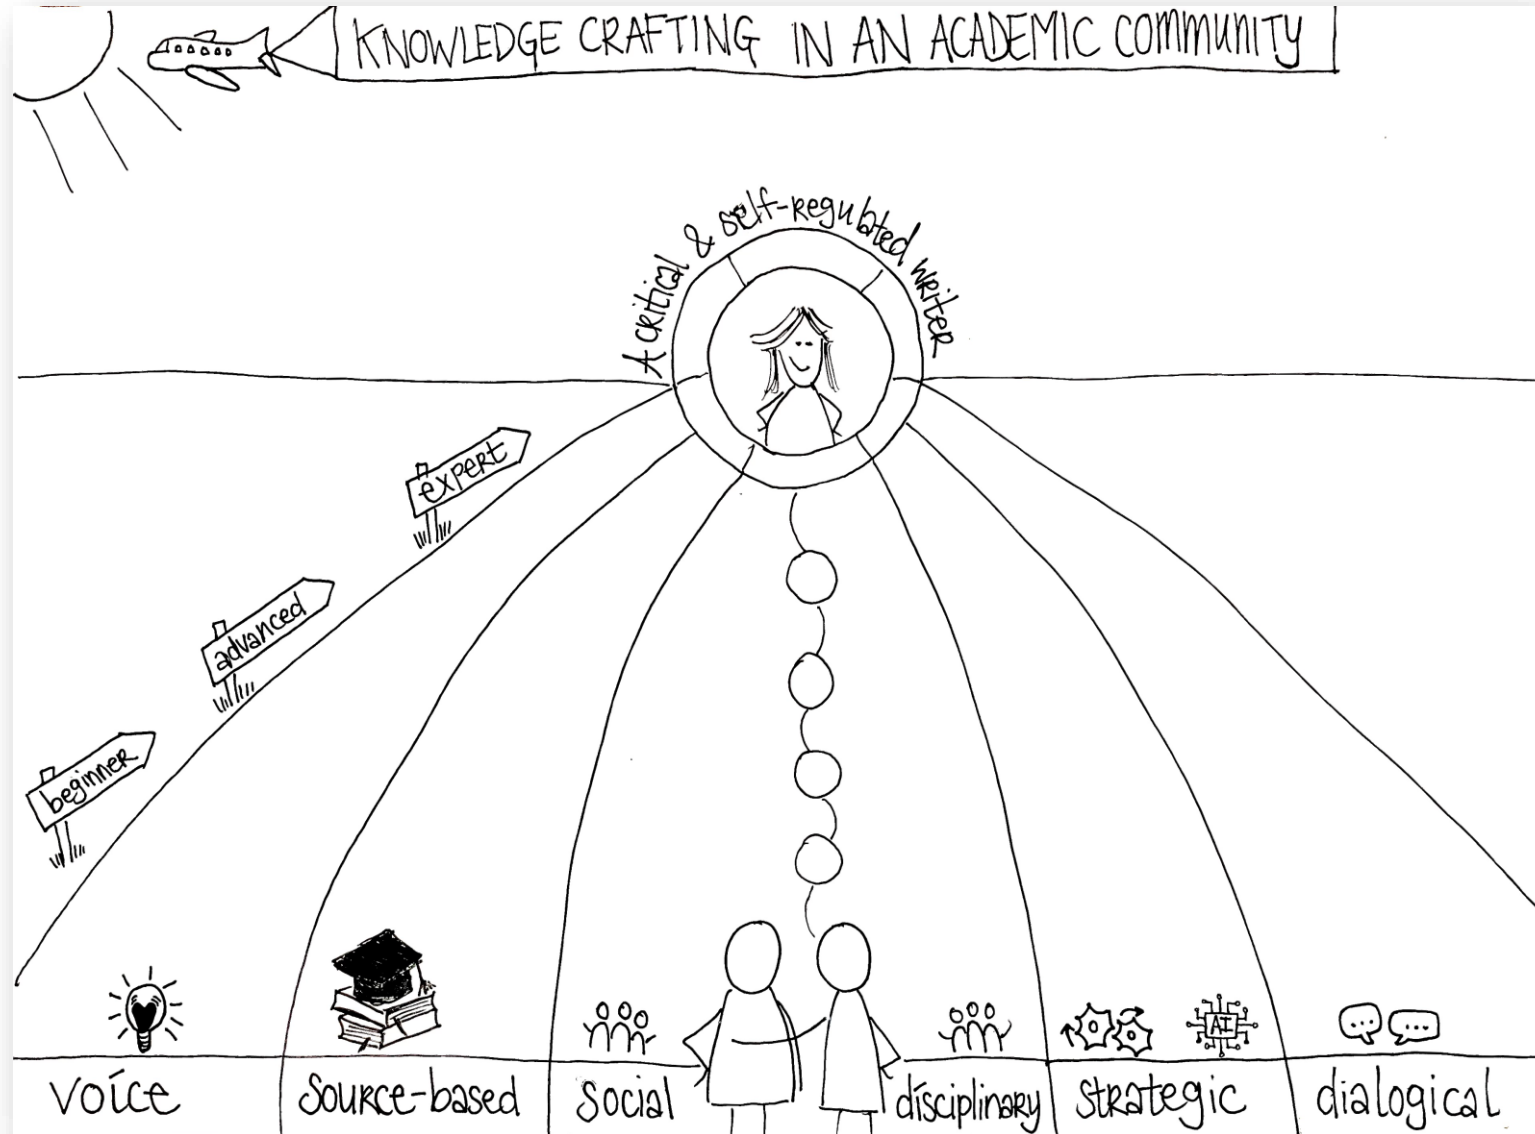 KNOWLEDGE CRAFTING IN AN ACADEMIC COMMUNITY
A critical & self-regulated writer
expert
advanced
beginner
AI
voice
source-based
social
disciplinary
strategic
dialogical